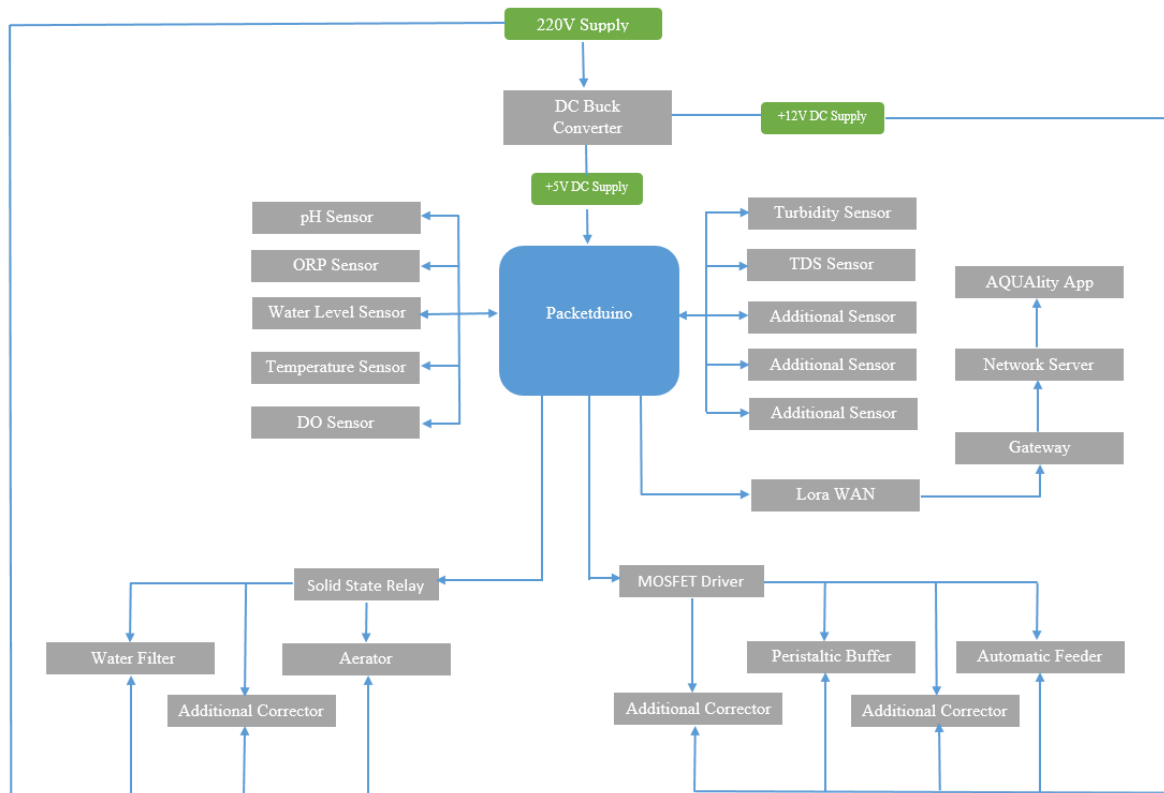 220V Supply
DC Buck
Converter
+12V DC Supply
+5V DC Supply
pH Sensor
Turbidity Sensor
ORP Sensor
TDS Sensor
AQUAlity App
Water Level Sensor
Packetduino
Additional Sensor
Temperature Sensor
Additional Sensor
Network Server
DO Sensor
Additional Sensor
Gateway
Lora WAN
Solid State Relay
MOSFET Driver
Water Filter
Aerator
Peristaltic Buffer
Automatic Feeder
Additional Corrector
Additional Corrector
Additional Corrector